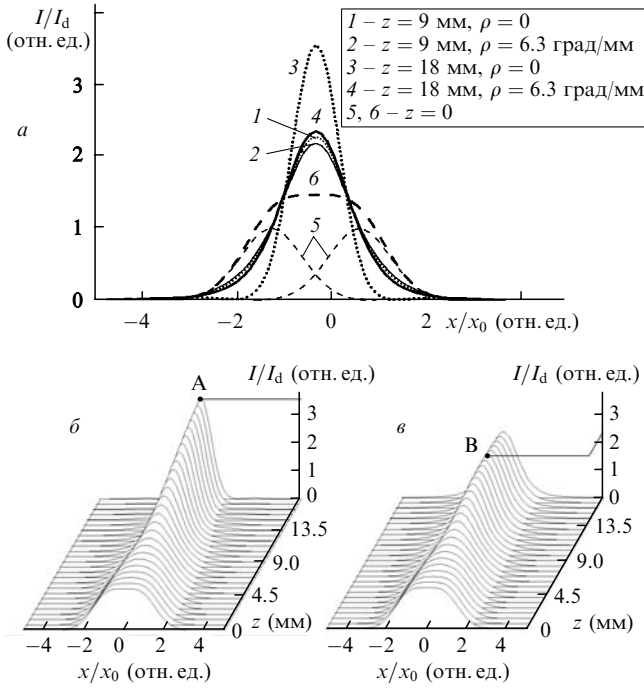 I/I_d
(отн. ед.)
1 – z = 9 мм, ρ = 0
2 – z = 9 мм, ρ = 6.3 град/мм
3 – z = 18 мм, ρ = 0
4 – z = 18 мм, ρ = 6.3 град/мм
5, 6 – z = 0
3
2
1
0
а
3
4
1
2
6
5
−4
−2
0
2
x/x₀ (отн. ед.)
I/I_d (отн. ед.)
б
A
3
2
1
0
13.5
9.0
4.5
0
z (мм)
−4
−2
0
2
4
x/x₀ (отн. ед.)
I/I_d (отн. ед.)
в
B
3
2
1
0
13.5
9.0
4.5
0
z (мм)
−4
−2
0
2
4
x/x₀ (отн. ед.)